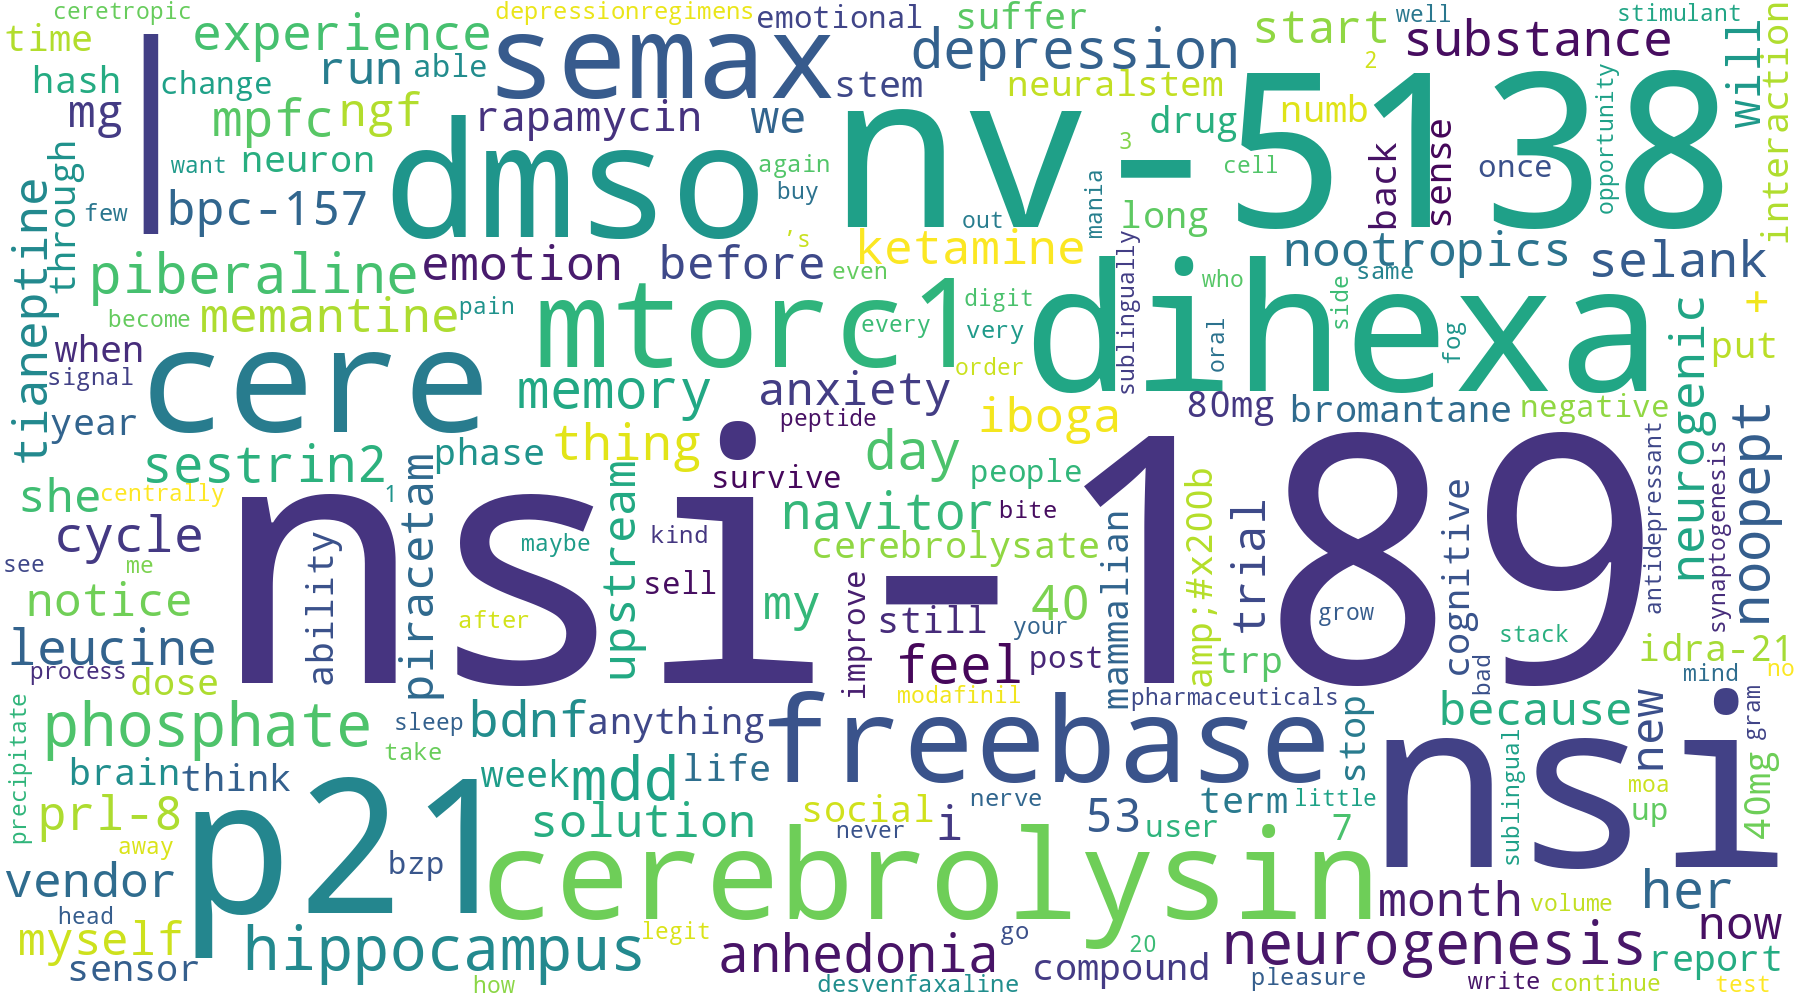 ceretropic
depressionregimens
emotional
suffer
well
stimulant
time
experience
semax
depression
start
substance
interaction
hash
change
run
able
stem
neuralstem
2
will
mg
l
mpfc
ngf
rapamycin
we
drug
numb
opportunity
through
want
neuron
dmso
again
nv-5138
3
cell
back
sense
once
tianeptine
few
bpc-157
buy
out
mania
long
's
piberaline
emotion
before
ketamine
sublingually
nootropics
selank
become
memantine
pain
even
digit
who
side
same
+
when
mtorc1
every
very
dihexa
oral
fog
neurogenic
put
signal
cere
memory
anxiety
order
80mg
bromantane
negative
year
peptide
iboga
sestrin2
phase
thing
day
people
antidepressant
synaptogenesis
noopept
she
centrally
1
piracetam
upstream
survive
navitor
bite
mammalian
amp;#x200b
trial
cognitive
cycle
nsi-189
maybe
kind
cerebrolysate
see
me
ability
sell
improve
notice
after
my
still
40
your
grow
stack
leucine
feel
post
trp
idra-21
process
dose
modafinil
pharmaceuticals
bad
mind
no
precipitate
phosphate
sleep
bdnf
anything
freebase
stop
because
new
nsi
gram
take
brain
think
week
mdd
life
sublingual
moa
40mg
prl-8
p21
solution
social
nerve
53
term
little
up
away
bzp
never
i
user
7
vendor
cerebrolysin
month
volume
her
head
myself
hippocampus
legit
anhedonia
go
20
neurogenesis
now
sensor
how
desvenfaxaline
compound
pleasure
write
continue
report
test